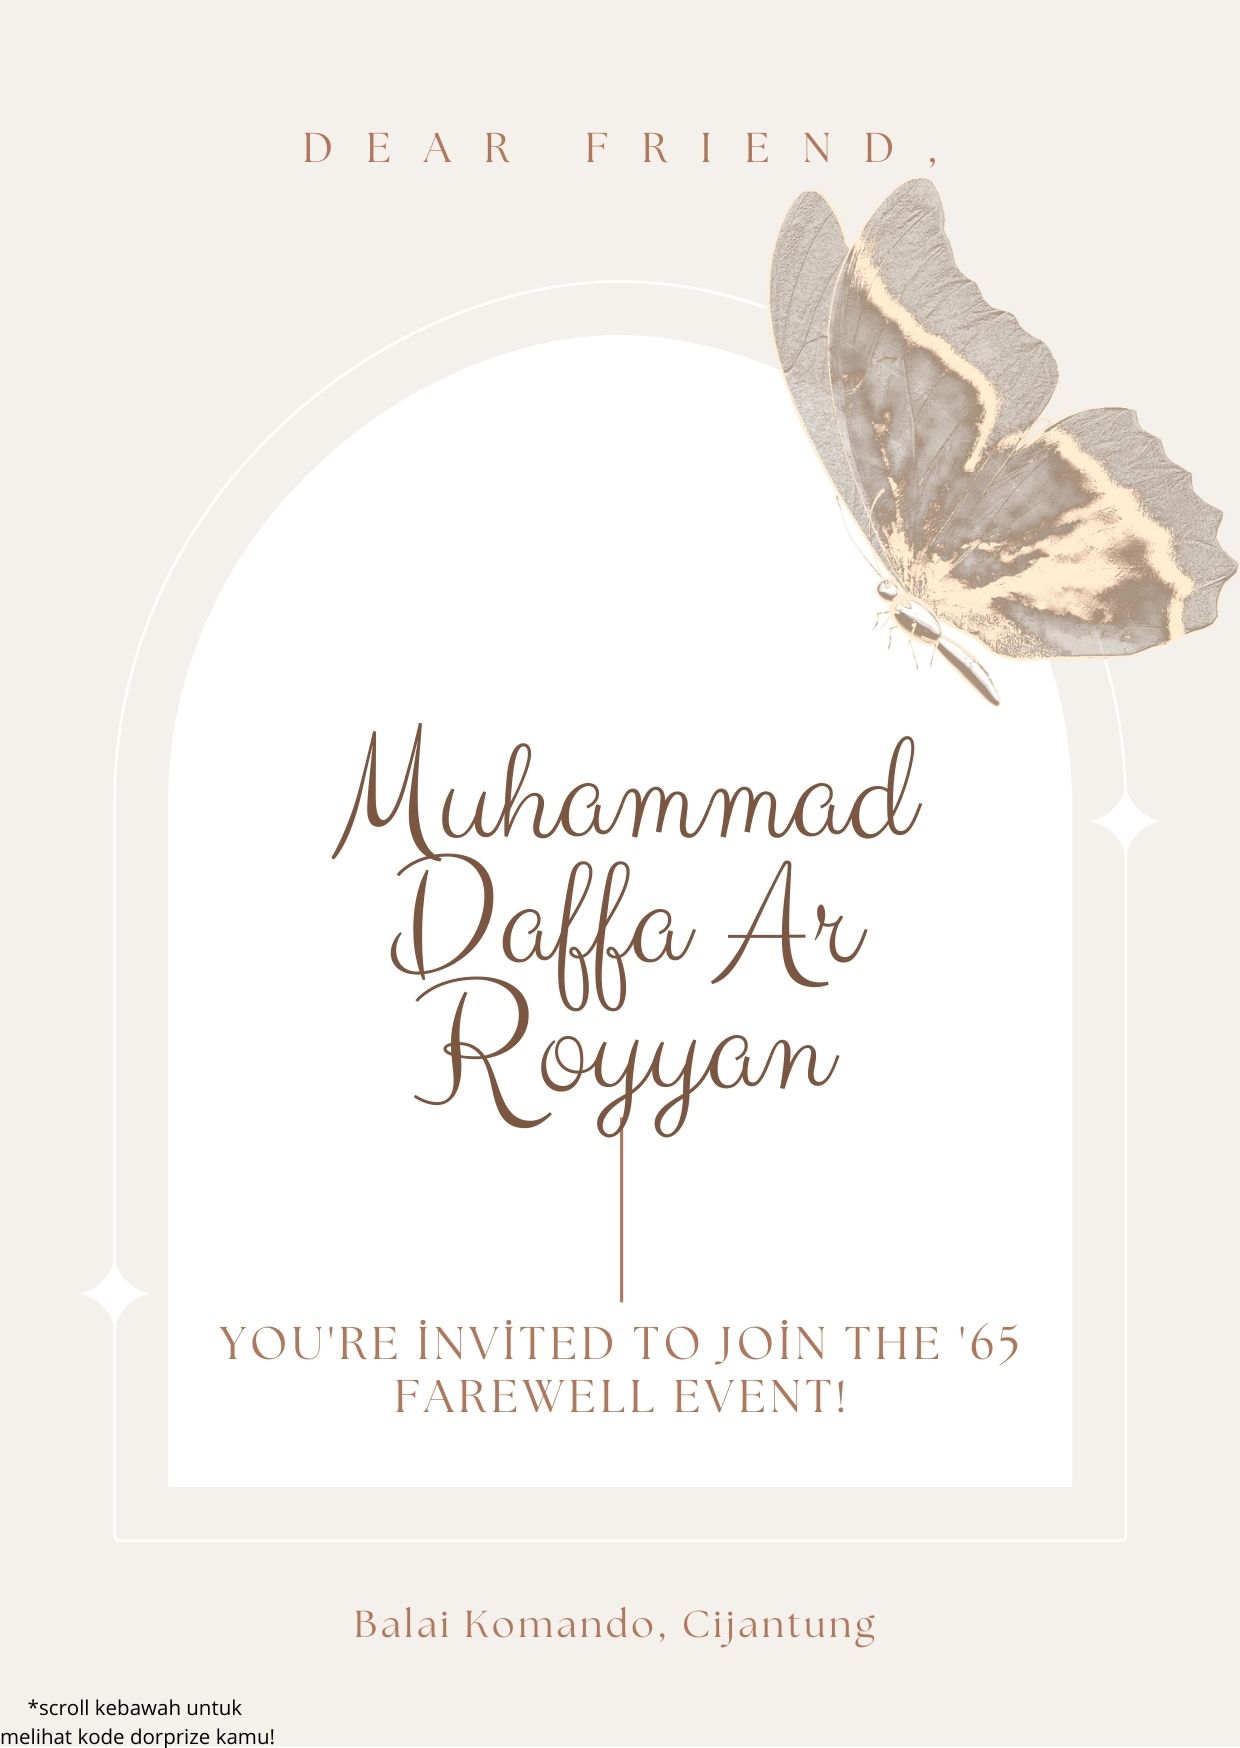 DEAR FRIEND,
Muhammad
Daffa Ar
Royyan
YOU'RE İNVİTED TO JOİN THE '65
FAREWELL EVENT!
Balai Komando, Cijantung
*scroll kebawah untuk
melihat kode dorprize kamu!